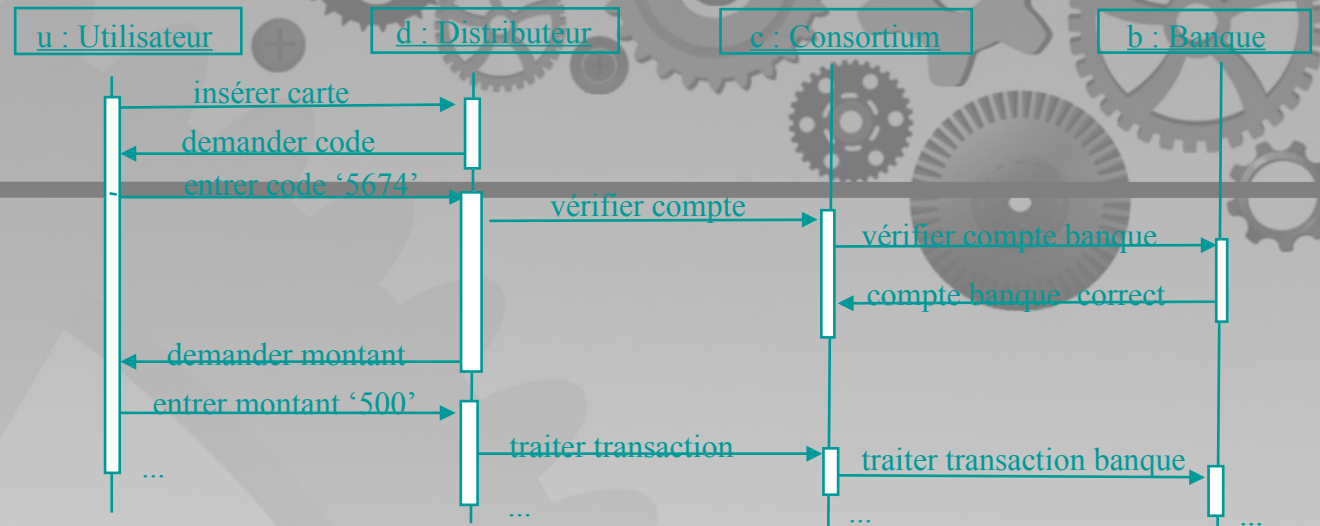 u : Utilisateur
d : Distributeur
c : Consortium
b : Banque
insérer carte
demander code
entrer code ‘5674’
vérifier compte
vérifier compte banque
compte banque correct
demander montant
entrer montant ‘500’
traiter transaction
traiter transaction banque
...
...
...
...